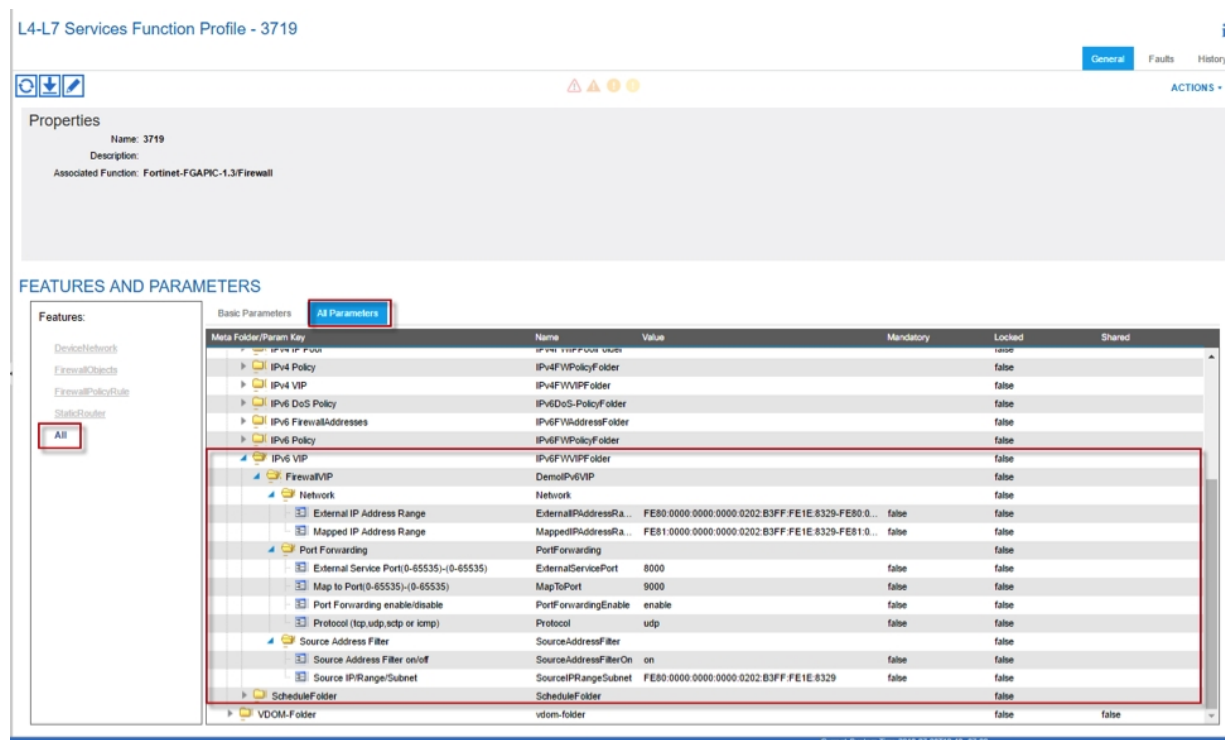 L4-L7 Services Function Profile - 3719
General Faults History
ACTIONS
Properties
Name: 3719
Description:
Associated Function: Fortinet-FGAPIC-1.3/Firewall
FEATURES AND PARAMETERS
Features:
DeviceNetwork
FirewallObjects
FirewallPolicyRule
StaticRouter
All
Basic Parameters All Parameters
Meta Folder/Param Key Name Value Mandatory Locked Shared
IPv4 IP Pool false
IPv4 Policy IPv4FWPolicyFolder false
IPv4 VIP IPv4FWVIPFolder false
IPv6 DoS Policy IPv6DoS-PolicyFolder false
IPv6 FirewallAddresses IPv6FWAddressFolder false
IPv6 Policy IPv6FWPolicyFolder false
IPv6 VIP IPv6FWVIPFolder false
FirewallVIP DemoIPv6VIP false
Network Network false
External IP Address Range ExternalIPAddressRa... FE80:0000:0000:0000:0202:B3FF:FE1E:8329-FE80:0... false false
Mapped IP Address Range MappedIPAddressRa... FE81:0000:0000:0000:0202:B3FF:FE1E:8329-FE81:0... false false
Port Forwarding PortForwarding false
External Service Port(0-65535)-(0-65535) ExternalServicePort 8000 false false
Map to Port(0-65535)-(0-65535) MapToPort 9000 false false
Port Forwarding enable/disable PortForwardingEnable enable false false
Protocol (tcp,udp,sctp or icmp) Protocol udp false false
Source Address Filter SourceAddressFilter false
Source Address Filter on/off SourceAddressFilterOn on false false
Source IP/Range/Subnet SourceIPRangeSubnet FE80:0000:0000:0000:0202:B3FF:FE1E:8329 false false
ScheduleFolder ScheduleFolder false
VDOM-Folder vdom-folder false false